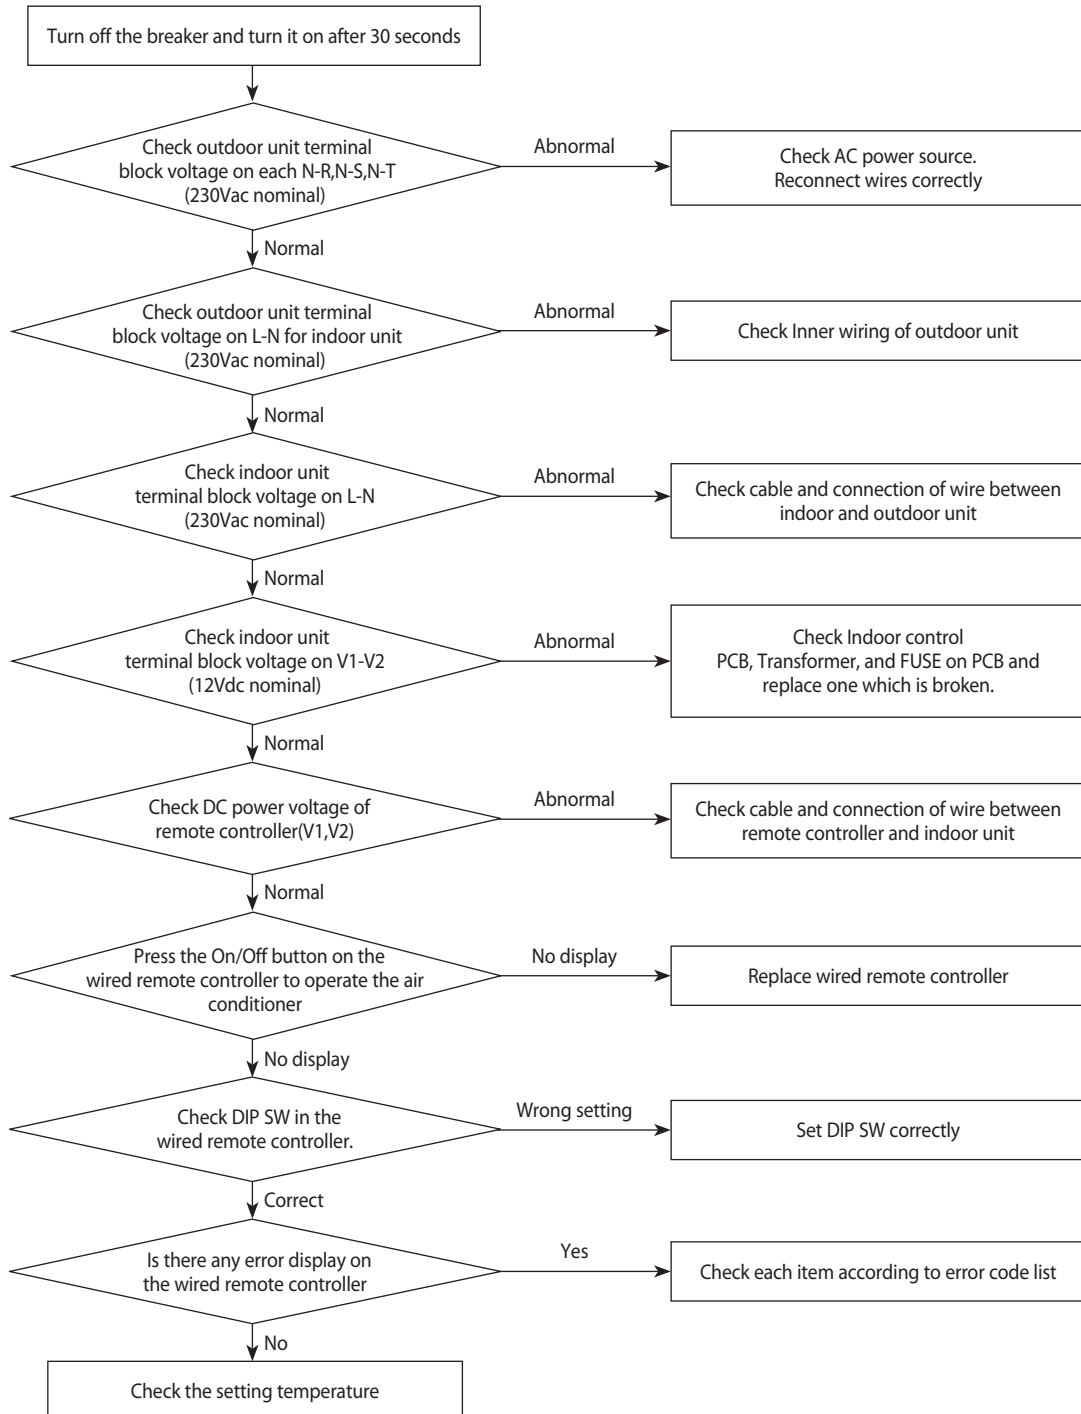 Turn off the breaker and turn it on after 30 seconds
Check outdoor unit terminal
block voltage on each N-R,N-S,N-T
(230Vac nominal)
Abnormal
Check AC power source.
Reconnect wires correctly
Normal
Check outdoor unit terminal
block voltage on L-N for indoor unit
(230Vac nominal)
Abnormal
Check Inner wiring of outdoor unit
Normal
Check indoor unit
terminal block voltage on L-N
(230Vac nominal)
Abnormal
Check cable and connection of wire between
indoor and outdoor unit
Normal
Check indoor unit
terminal block voltage on V1-V2
(12Vdc nominal)
Abnormal
Check Indoor control
PCB, Transformer, and FUSE on PCB and
replace one which is broken.
Normal
Check DC power voltage of
remote controller(V1,V2)
Abnormal
Check cable and connection of wire between
remote controller and indoor unit
Normal
Press the On/Off button on the
wired remote controller to operate the air
conditioner
No display
Replace wired remote controller
No display
Check DIP SW in the
wired remote controller.
Wrong setting
Set DIP SW correctly
Correct
Is there any error display on
the wired remote controller
Yes
Check each item according to error code list
No
Check the setting temperature